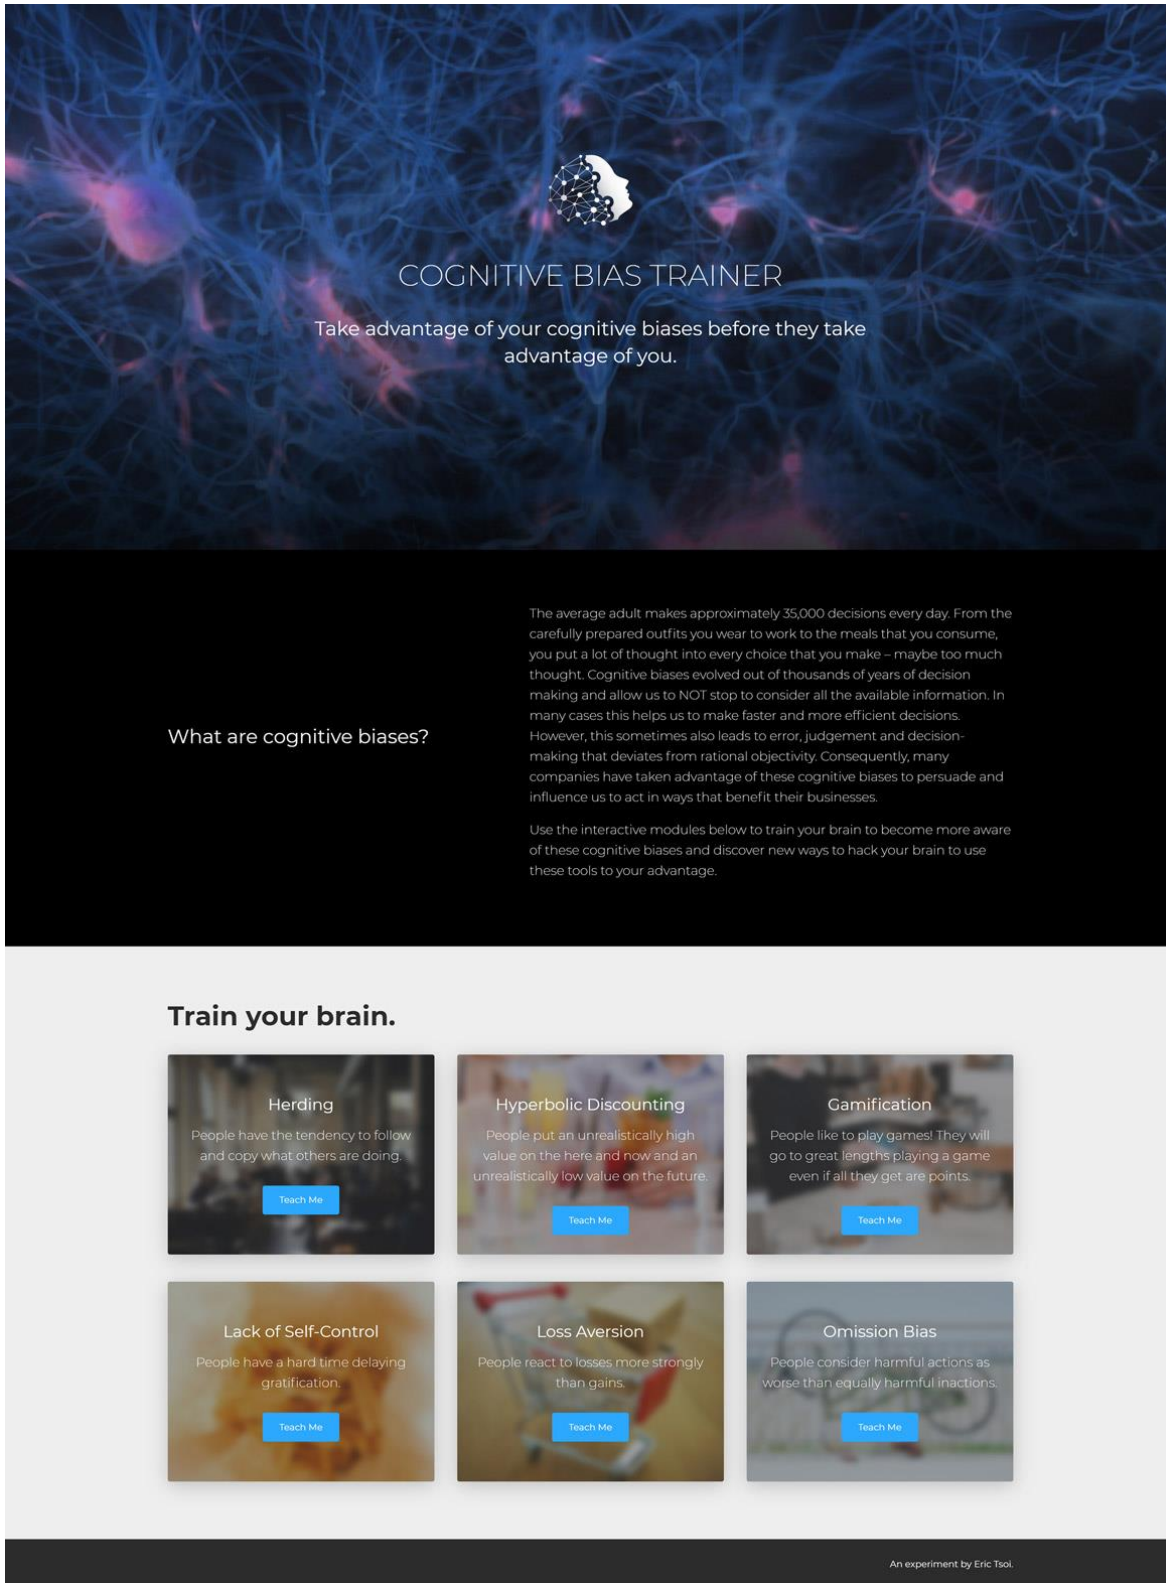 COGNITIVE BIAS TRAINER
Take advantage of your cognitive biases before they take
advantage of you.
What are cognitive biases?
The average adult makes approximately 35,000 decisions every day. From the
carefully prepared outfits you wear to work to the meals that you consume,
you put a lot of thought into every choice that you make – maybe too much
thought. Cognitive biases evolved out of thousands of years of decision
making and allow us to NOT stop to consider all the available information. In
many cases this helps us to make faster and more efficient decisions.
However, this sometimes also leads to error, judgement and decision-
making that deviates from rational objectivity. Consequently, many
companies have taken advantage of these cognitive biases to persuade and
influence us to act in ways that benefit their businesses.
Use the interactive modules below to train your brain to become more aware
of these cognitive biases and discover new ways to hack your brain to use
these tools to your advantage.
Train your brain.
Herding
People have the tendency to follow
and copy what others are doing.
Teach Me
Hyperbolic Discounting
People put an unrealistically high
value on the here and now and an
unrealistically low value on the future.
Teach Me
Gamification
People like to play games! They will
go to great lengths playing a game
even if all they get are points.
Teach Me
Lack of Self-Control
People have a hard time delaying
gratification.
Teach Me
Loss Aversion
People react to losses more strongly
than gains.
Teach Me
Omission Bias
People consider harmful actions as
worse than equally harmful inactions.
Teach Me
An experiment by Eric Tsoi.